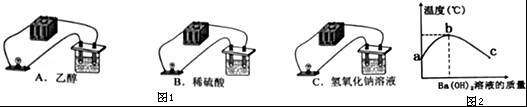 A. 乙醇
B. 稀硫酸
C. 氢氧化钠溶液
图1
温度(℃)
b
a
c
Ba(OH)₂溶液的质量
图2